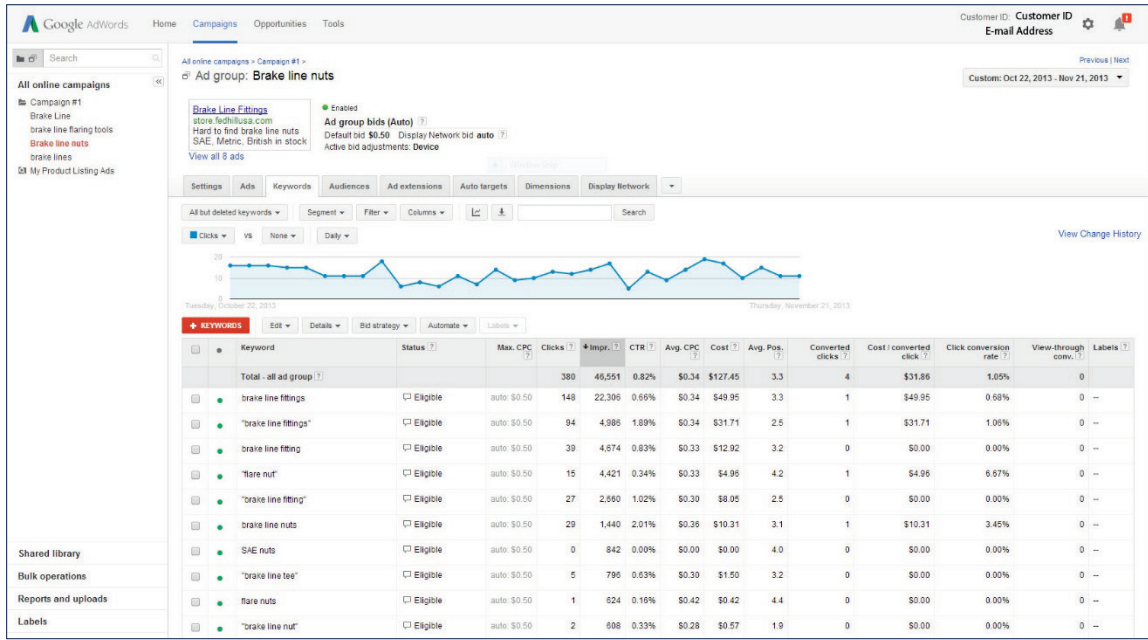 Google AdWords Home Campaigns Opportunities Tools Customer ID: Customer ID
E-mail Address
Search
All online campaigns
Campaign #1
Brake Line
brake line flaring tools
Brake line nuts
brake lines
My Product Listing Ads
Shared library
Bulk operations
Reports and uploads
Labels
All online campaigns > Campaign #1 >
Previous | Next
Ad group: Brake line nuts
Custom: Oct 22, 2013 - Nov 21, 2013
Brake Line Fittings
store.fedhillusa.com
Hard to find brake line nuts
SAE, Metric, British in stock
View all 8 ads
Enabled
Ad group bids (Auto) ?
Default bid $0.50 Display Network bid auto ?
Active bid adjustments: Device
Settings Ads Keywords Audiences Ad extensions Auto targets Dimensions Display Network
All but deleted keywords Segment Filter Columns Search
Clicks VS None Daily View Change History
20
10
0
Tuesday, October 22, 2013 Thursday, November 21, 2013
+ KEYWORDS Edit Details Bid strategy Automate Labels
Keyword Status ? Max. CPC ? Clicks ? Impr. ? CTR ? Avg. CPC ? Cost ? Avg. Pos. ? Converted clicks ? Cost / converted click ? Click conversion rate ? View-through conv. ? Labels ?
Total - all ad group ? 380 46,551 0.82% $0.34 $127.45 3.3 4 $31.86 1.05% 0
brake line fittings Eligible auto: $0.50 148 22,306 0.66% $0.34 $49.95 3.3 1 $49.95 0.68% 0 --
"brake line fittings" Eligible auto: $0.50 94 4,986 1.89% $0.34 $31.71 2.5 1 $31.71 1.06% 0 --
brake line fitting Eligible auto: $0.50 39 4,674 0.83% $0.33 $12.92 3.2 0 $0.00 0.00% 0 --
"flare nut" Eligible auto: $0.50 15 4,421 0.34% $0.33 $4.96 4.2 1 $4.96 6.67% 0 --
"brake line fitting" Eligible auto: $0.50 27 2,660 1.02% $0.30 $8.05 2.5 0 $0.00 0.00% 0 --
brake line nuts Eligible auto: $0.50 29 1,440 2.01% $0.36 $10.31 3.1 1 $10.31 3.45% 0 --
SAE nuts Eligible auto: $0.50 0 842 0.00% $0.00 $0.00 4.0 0 $0.00 0.00% 0 --
"brake line tee" Eligible auto: $0.50 5 796 0.63% $0.30 $1.50 3.2 0 $0.00 0.00% 0 --
flare nuts Eligible auto: $0.50 1 624 0.16% $0.42 $0.42 4.4 0 $0.00 0.00% 0 --
"brake line nut" Eligible auto: $0.50 2 608 0.33% $0.28 $0.57 1.9 0 $0.00 0.00% 0 --